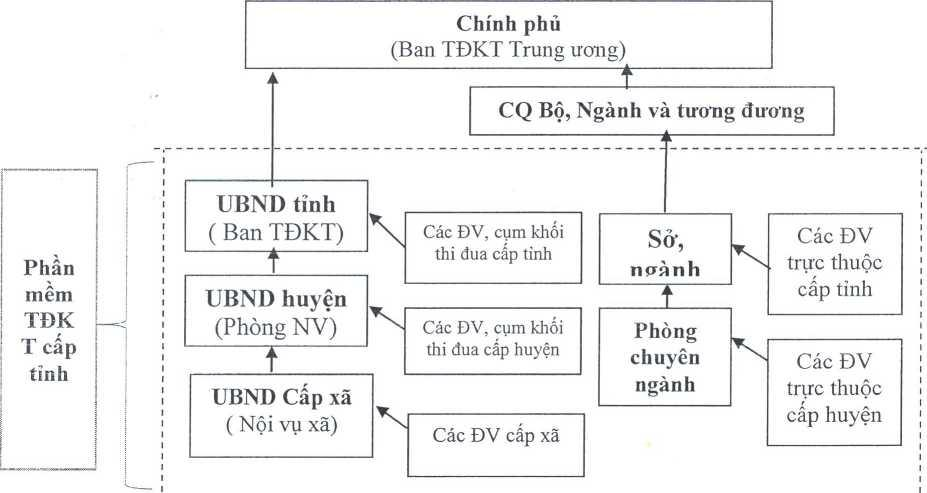 Chính phủ
(Ban TĐKT Trung ương)
CQ Bộ, Ngành và tương đương
Phần
mềm
TĐK
T cấp
tỉnh
UBND tỉnh
( Ban TĐKT)
Các ĐV, cụm khối
thi đua cấp tỉnh
Sở,
ngành
Các ĐV
trực thuộc
cấp tỉnh
UBND huyện
(Phòng NV)
Các ĐV, cụm khối
thi đua cấp huyện
Phòng
chuyên
ngành
Các ĐV
trực thuộc
cấp huyện
UBND Cấp xã
( Nội vụ xã)
Các ĐV cấp xã